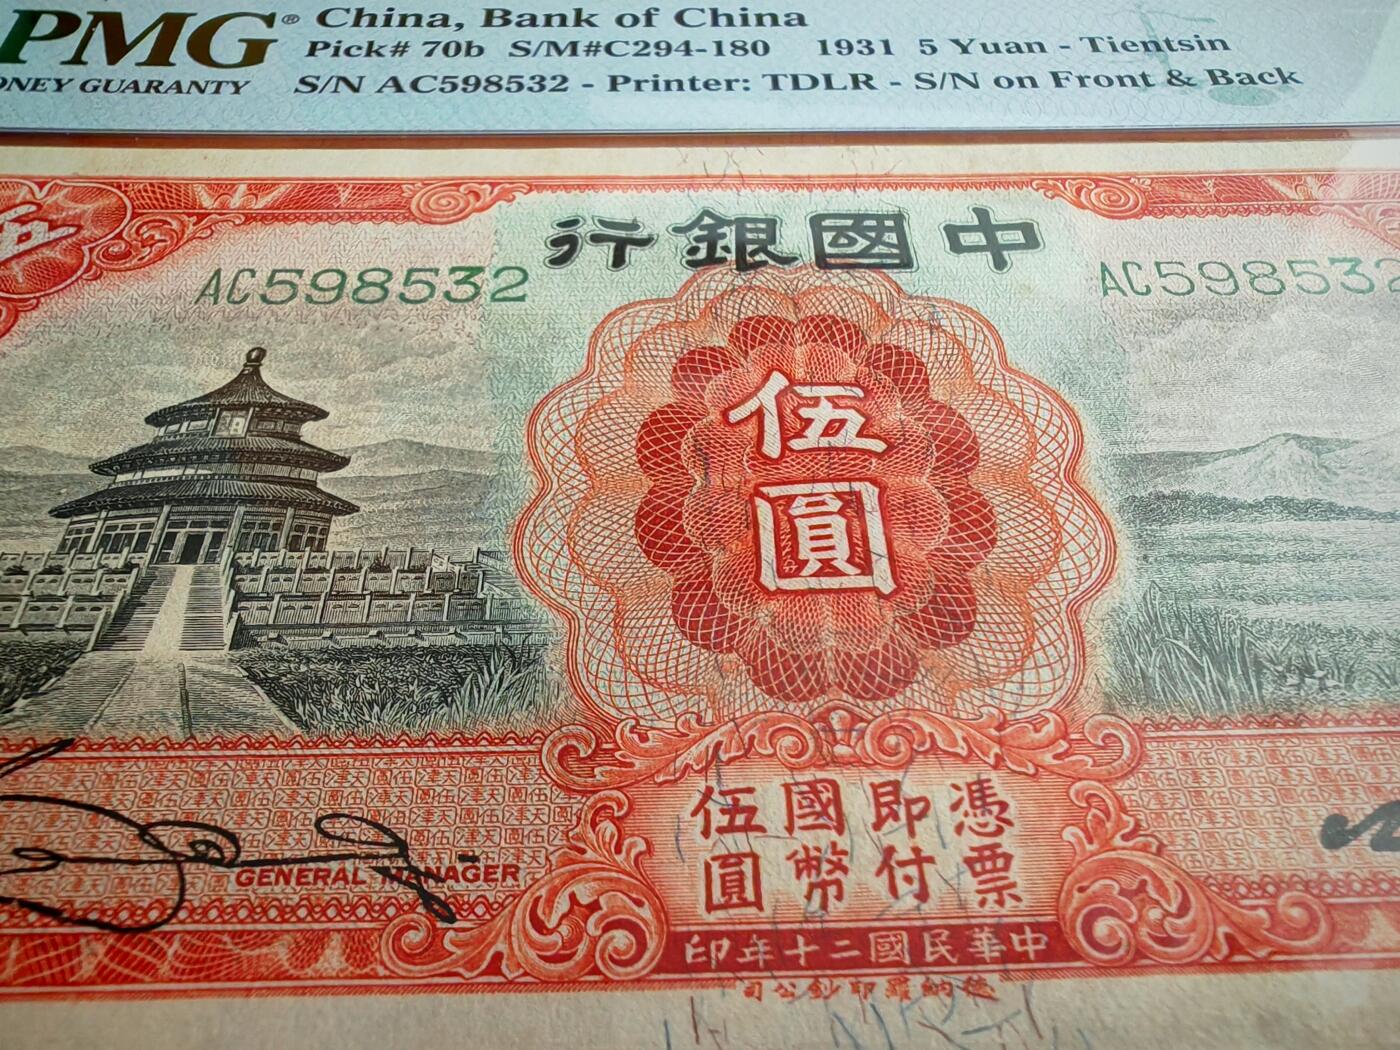 PMG® China, Bank of China
Pick# 70b S/M#C294-180 1931 5 Yuan - Tientsin
ONEY GUARANTY S/N AC598532 - Printer: TDLR - S/N on Front & Back
伍
行銀國中
AC598532
AC598532
伍
圓
憑票
即付
國幣
伍圓
GENERAL MANAGER
印年十二國民華中
司公鈔印羅納德